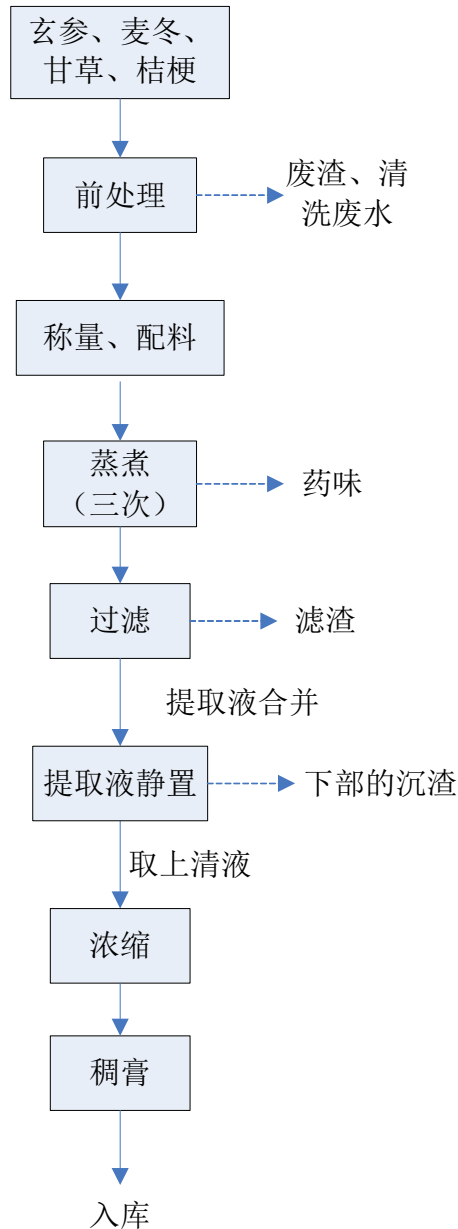 玄参、麦冬、
甘草、桔梗
前处理
废渣、清
洗废水
称量、配料
蒸煮
（三次）
药味
过滤
滤渣
提取液合并
提取液静置
下部的沉渣
取上清液
浓缩
稠膏
入库